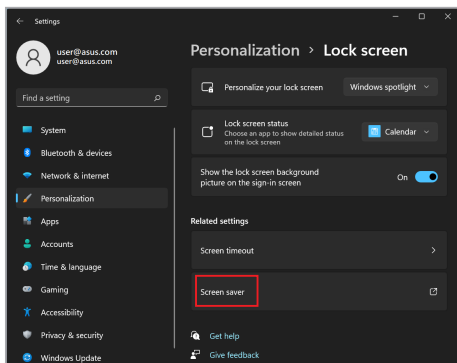 Settings
user@asus.com
user@asus.com
Find a setting
System
Bluetooth & devices
Network & internet
Personalization
Apps
Accounts
Time & language
Gaming
Accessibility
Privacy & security
Windows Update
Personalization > Lock screen
Personalize your lock screen
Windows spotlight
Lock screen status
Choose an app to show detailed status
on the lock screen
Calendar
Show the lock screen background
picture on the sign-in screen
On
Related settings
Screen timeout
Screen saver
Get help
Give feedback